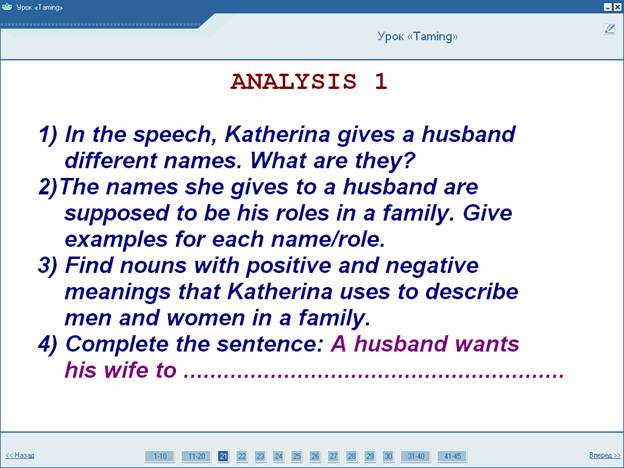 Урок «Taming»
Урок «Taming»
ANALYSIS 1
1) In the speech, Katherina gives a husband
different names. What are they?
2)The names she gives to a husband are
supposed to be his roles in a family. Give
examples for each name/role.
3) Find nouns with positive and negative
meanings that Katherina uses to describe
men and women in a family.
4) Complete the sentence: A husband wants
his wife to .........................................................
<< Назад 1-10 11-20 21 22 23 24 25 26 27 28 29 30 31-40 41-45 Вперед >>